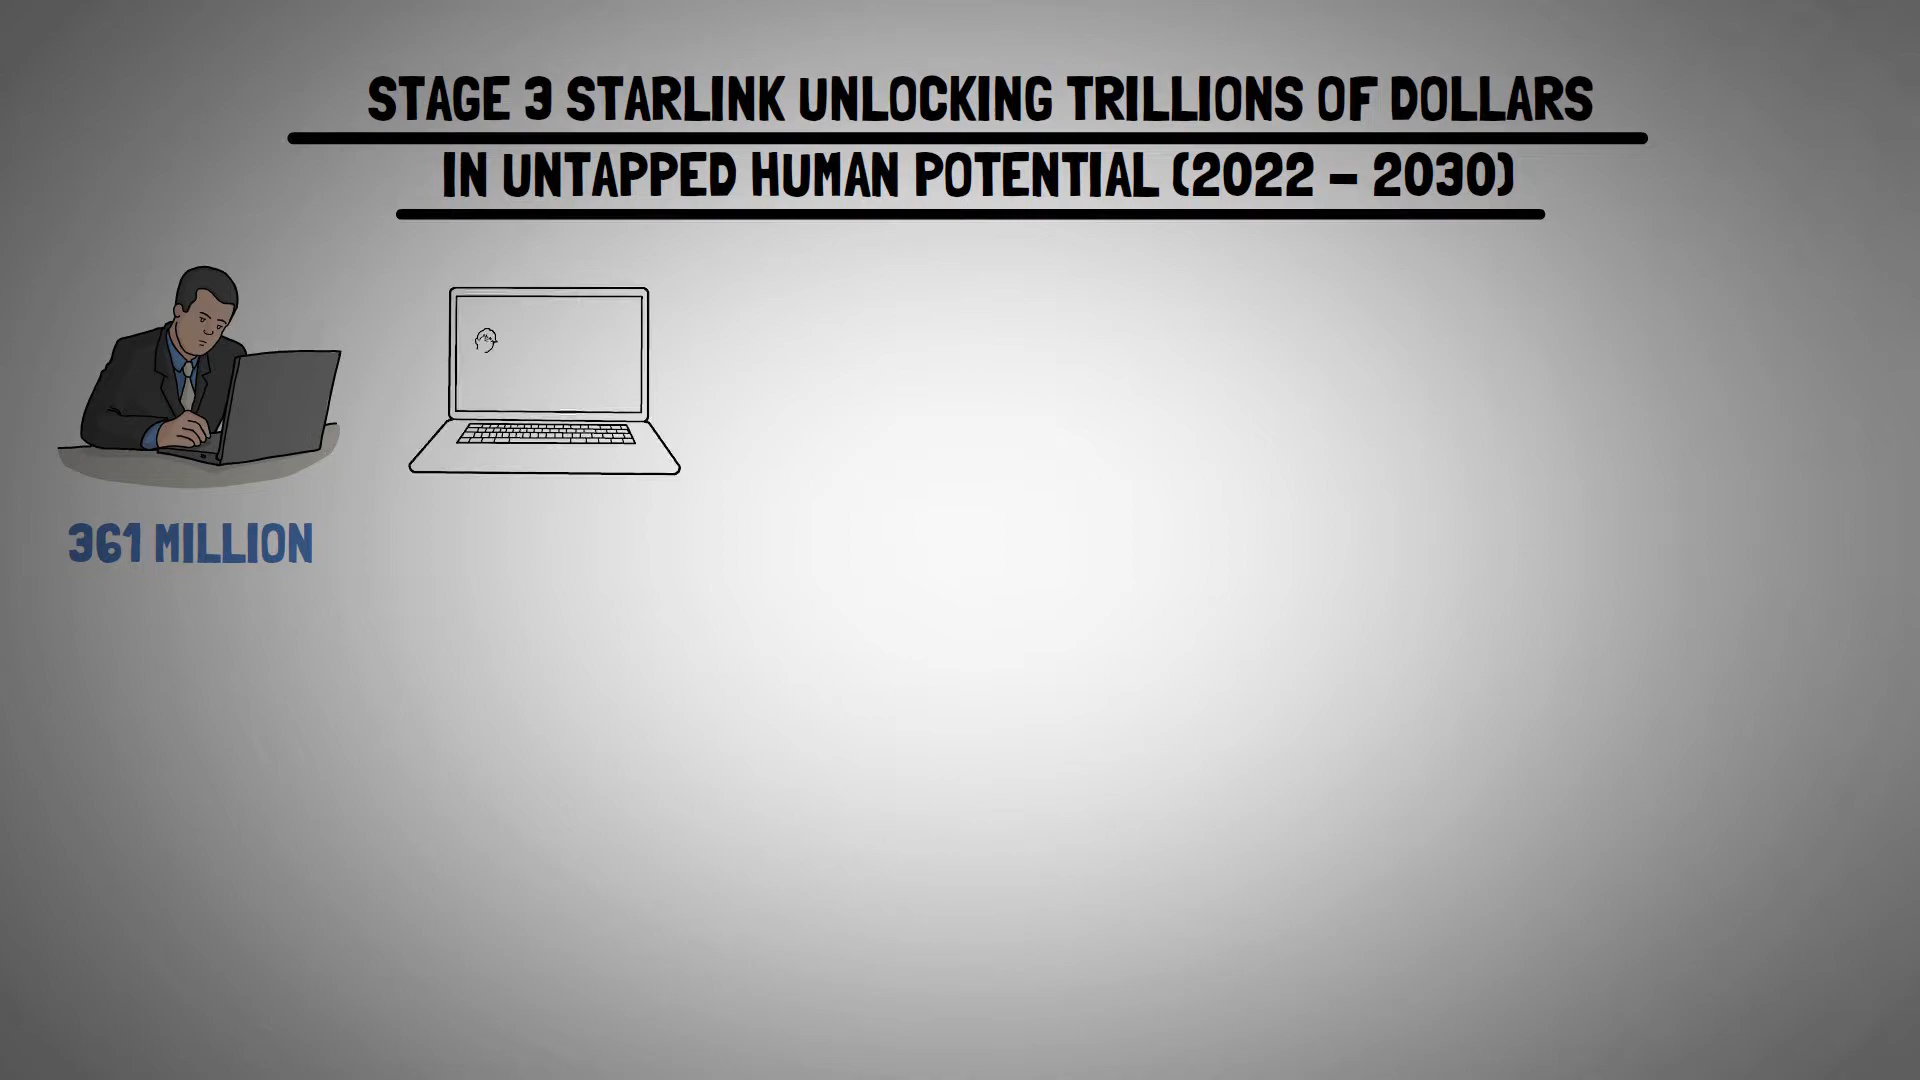 STAGE 3 STARLINK UNLOCKING TRILLIONS OF DOLLARS
IN UNTAPPED HUMAN POTENTIAL (2022 – 2030)
361 MILLION